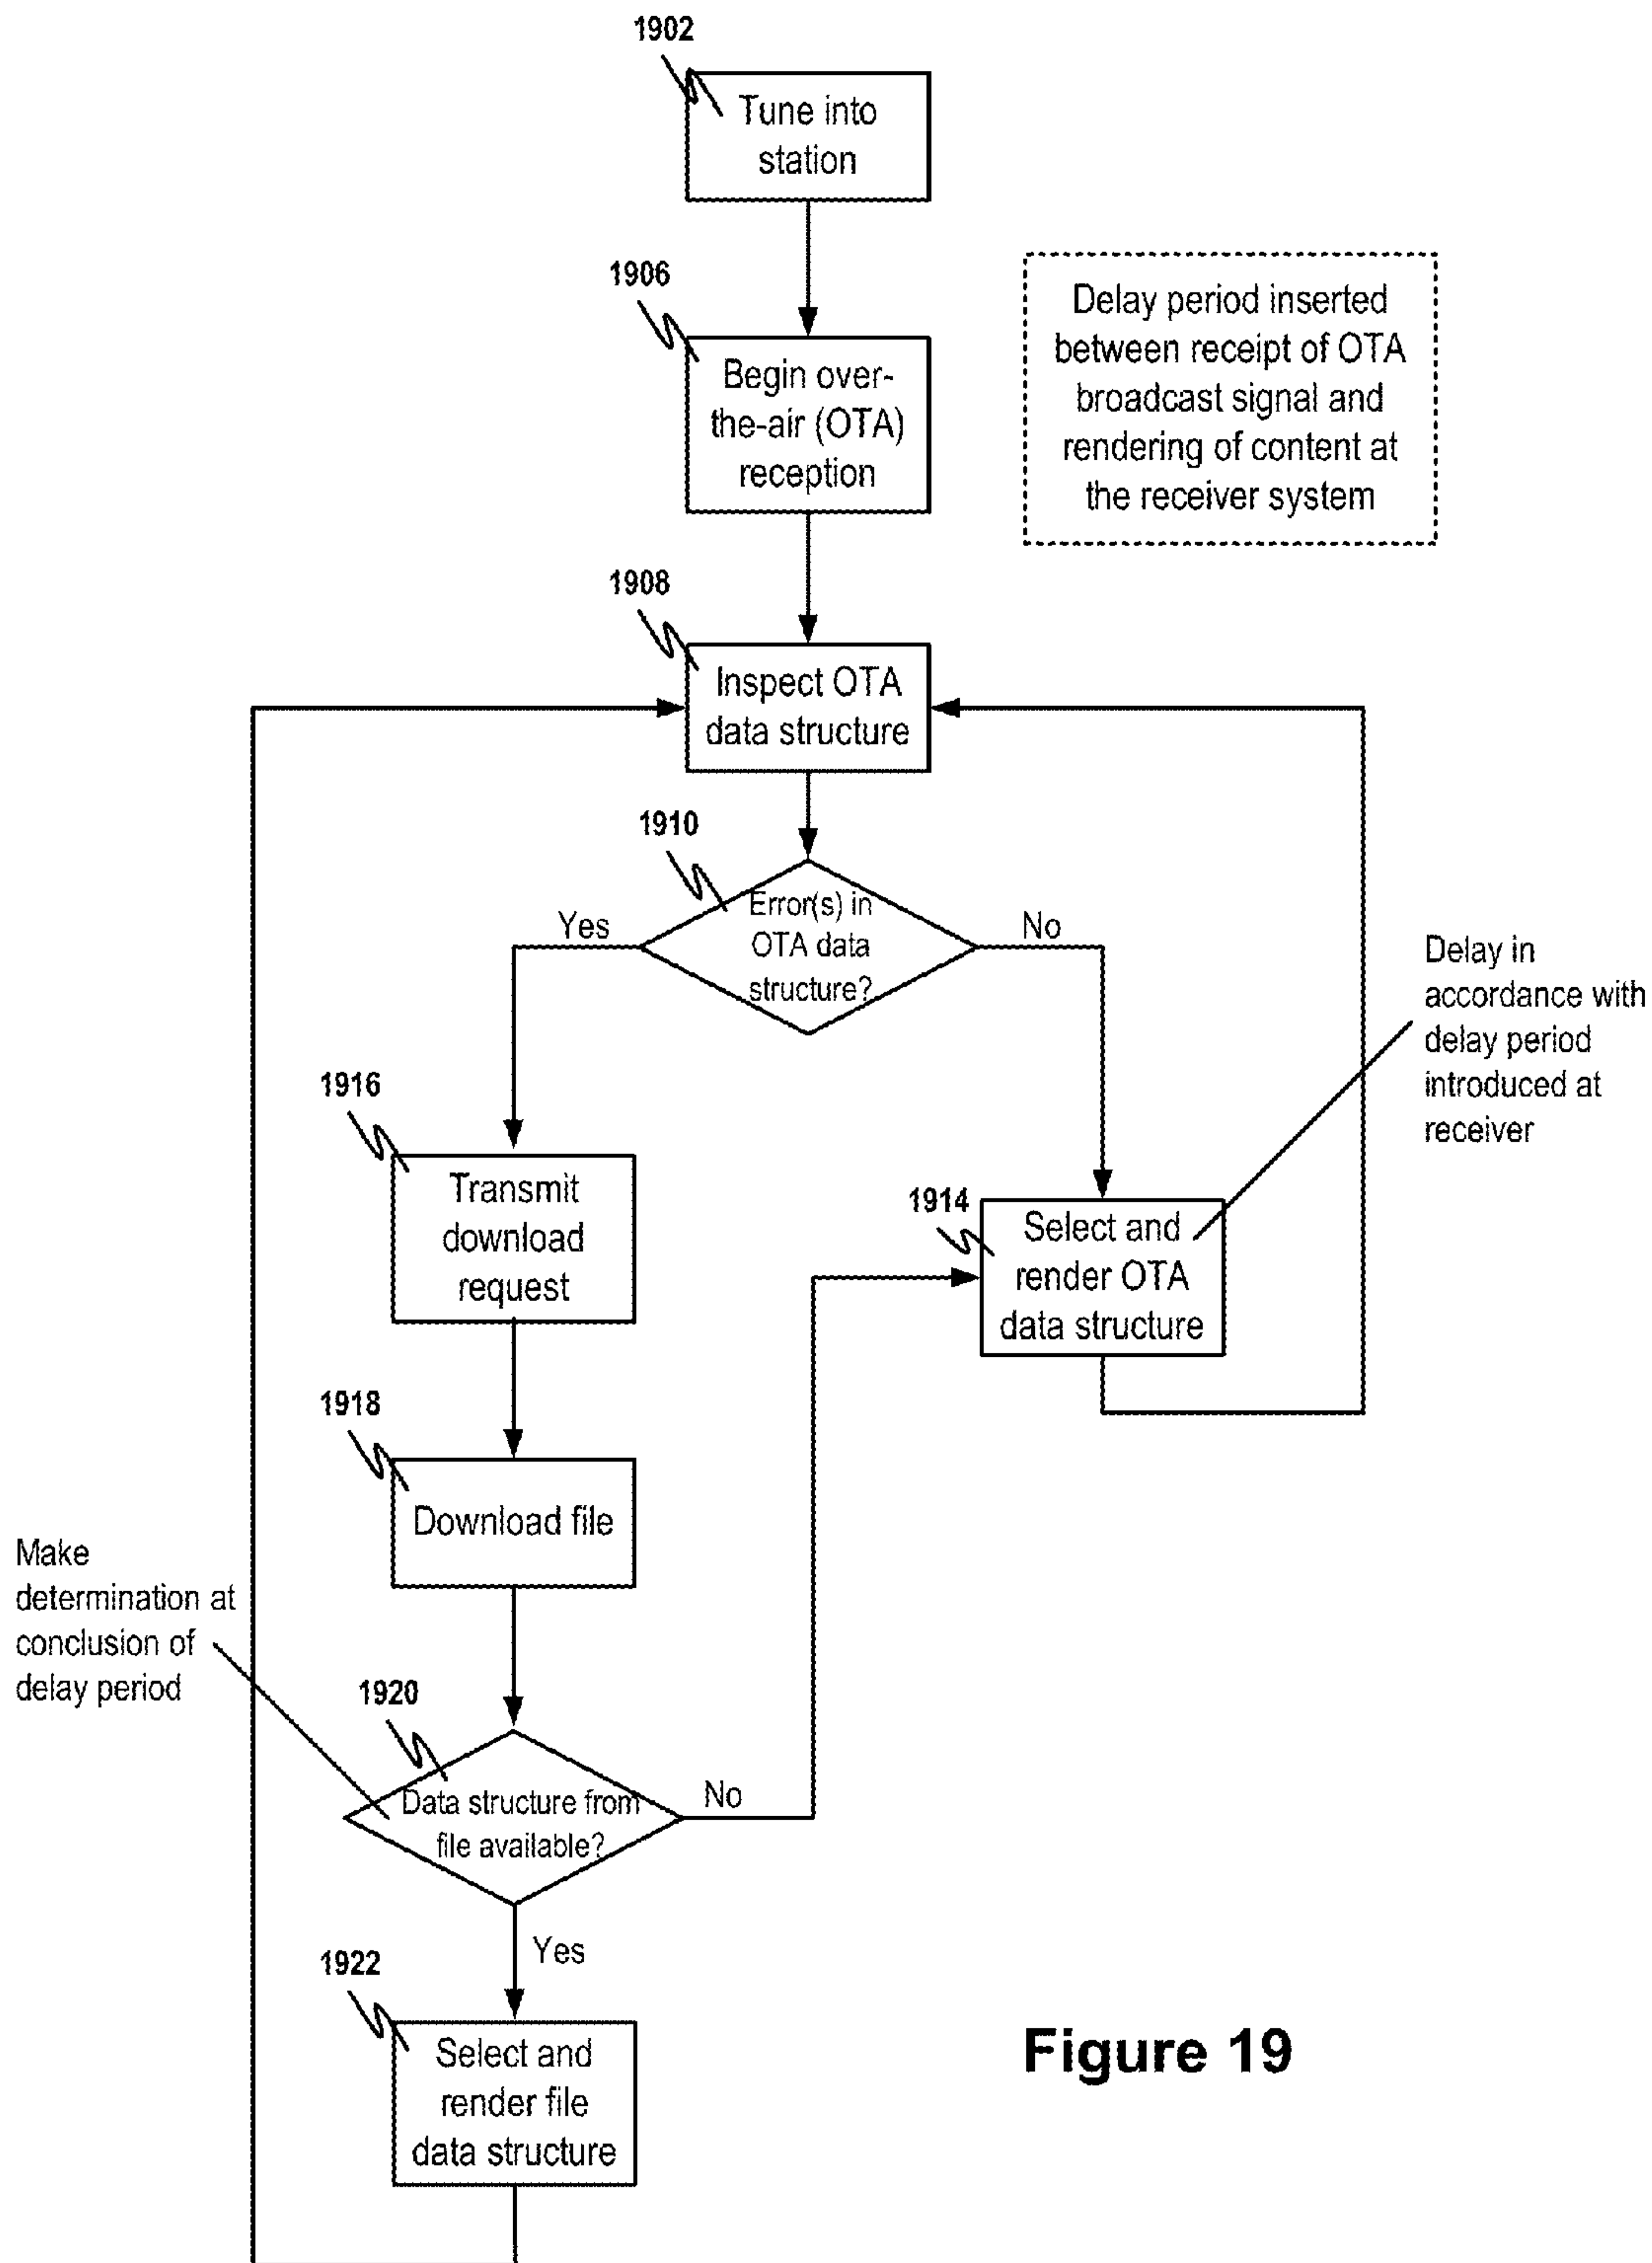 1902
Tune into
station
1906
Begin over-
the-air (OTA)
reception
Delay period inserted
between receipt of OTA
broadcast signal and
rendering of content at
the receiver system
1908
Inspect OTA
data structure
1910
Error(s) in
OTA data
structure?
Yes
No
Delay in
accordance with
delay period
introduced at
receiver
1916
Transmit
download
request
1914
Select and
render OTA
data structure
1918
Download file
Make
determination at
conclusion of
delay period
1920
Data structure from
file available?
No
Yes
1922
Select and
render file
data structure
Figure 19